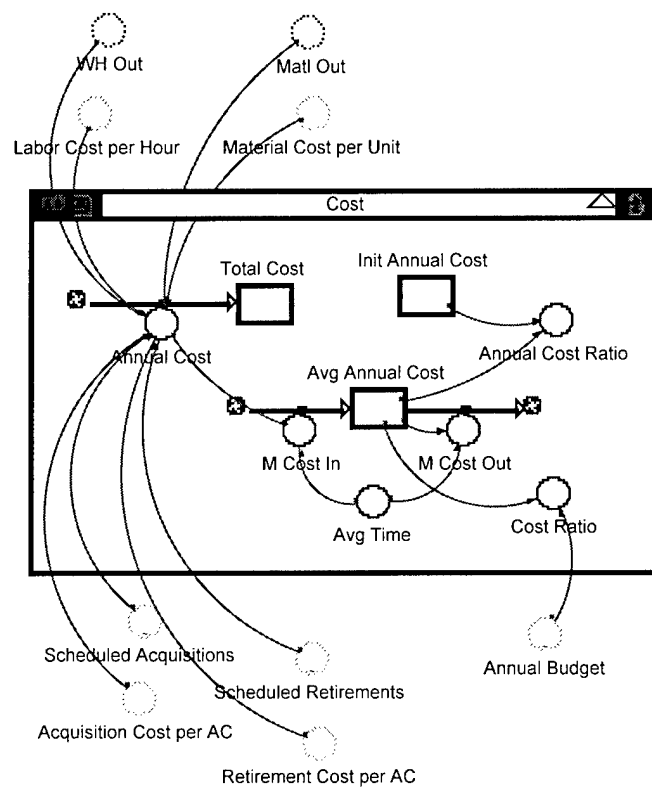 WH Out
Matl Out
Labor Cost per Hour
Material Cost per Unit
Cost
Total Cost
Init Annual Cost
Annual Cost
Annual Cost Ratio
Avg Annual Cost
M Cost In
M Cost Out
Avg Time
Cost Ratio
Scheduled Acquisitions
Scheduled Retirements
Annual Budget
Acquisition Cost per AC
Retirement Cost per AC